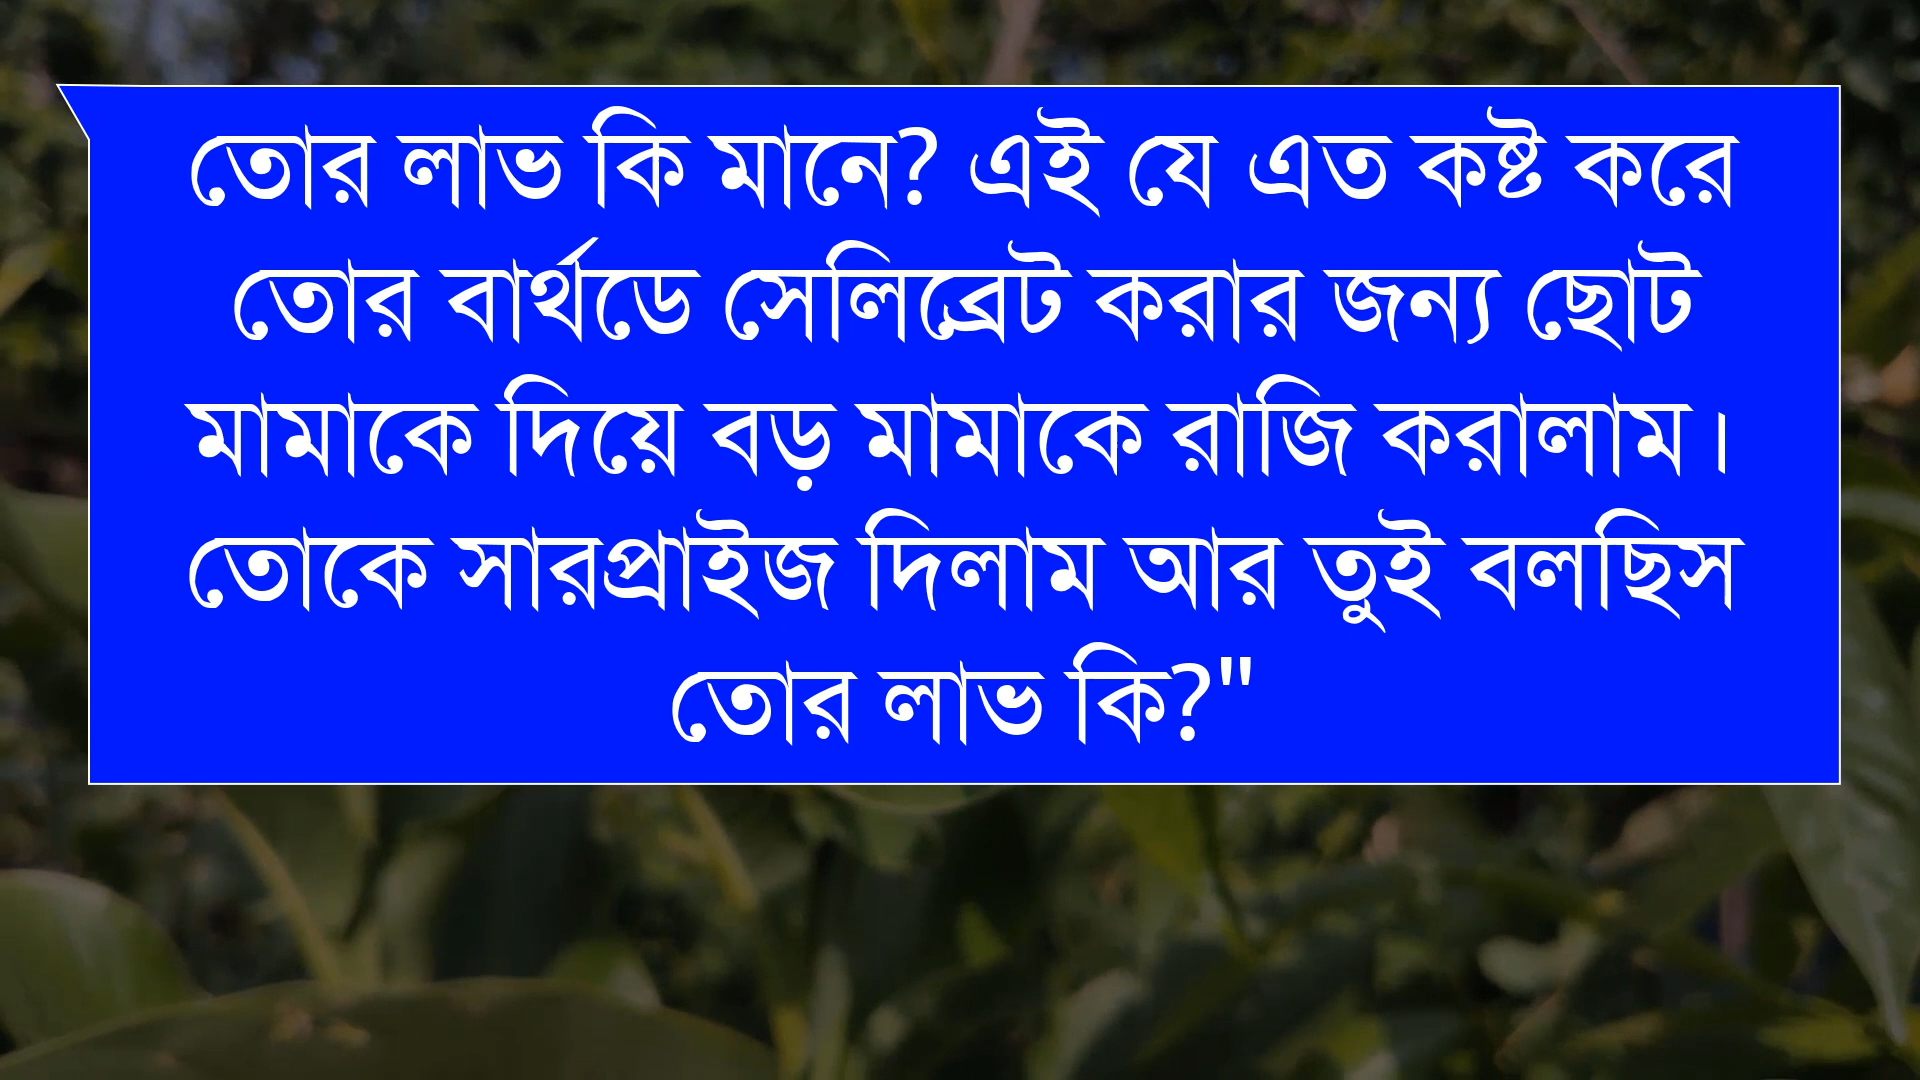 তোর লাভ কি মানে? এই যে এত কষ্ট করে
তোর বার্থডে সেলিব্রেট করার জন্য ছোট
মামাকে দিয়ে বড় মামাকে রাজি করালাম।
তোকে সারপ্রাইজ দিলাম আর তুই বলছিস
তোর লাভ কি?"